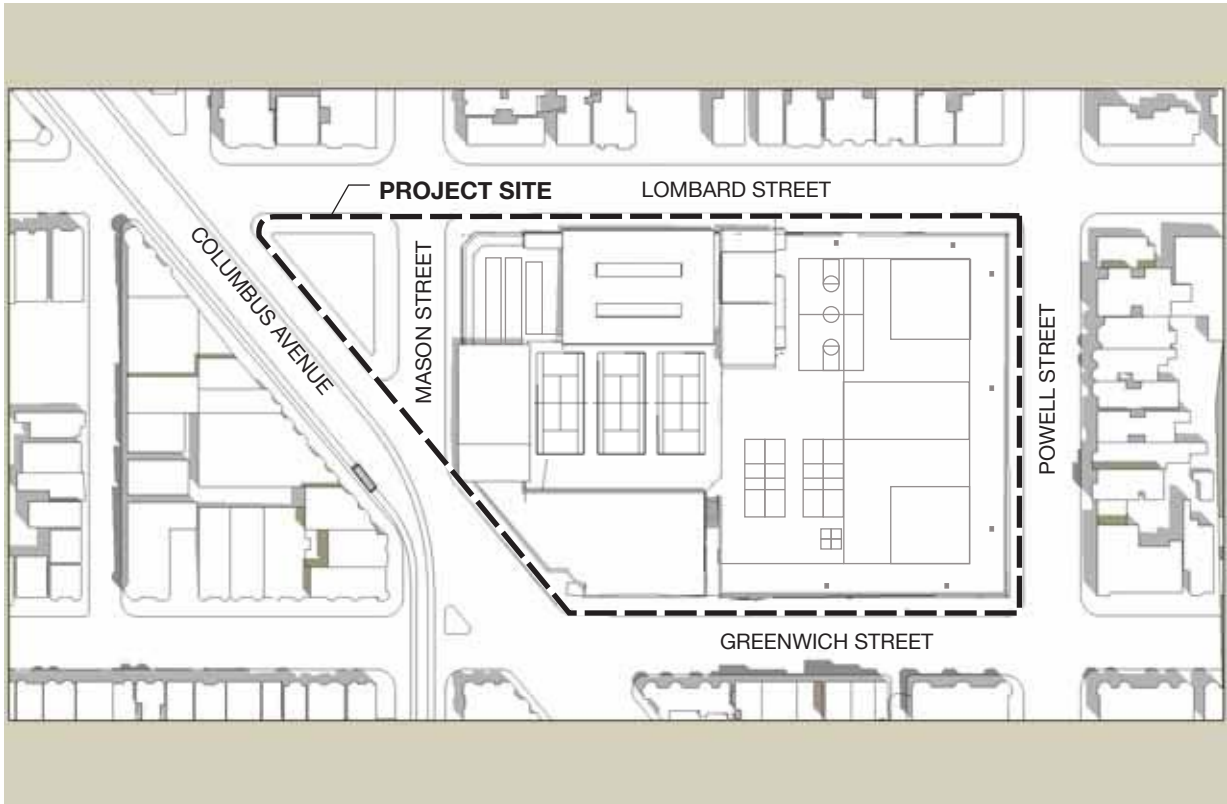 PROJECT SITE
LOMBARD STREET
COLUMBUS AVENUE
MASON STREET
POWELL STREET
GREENWICH STREET